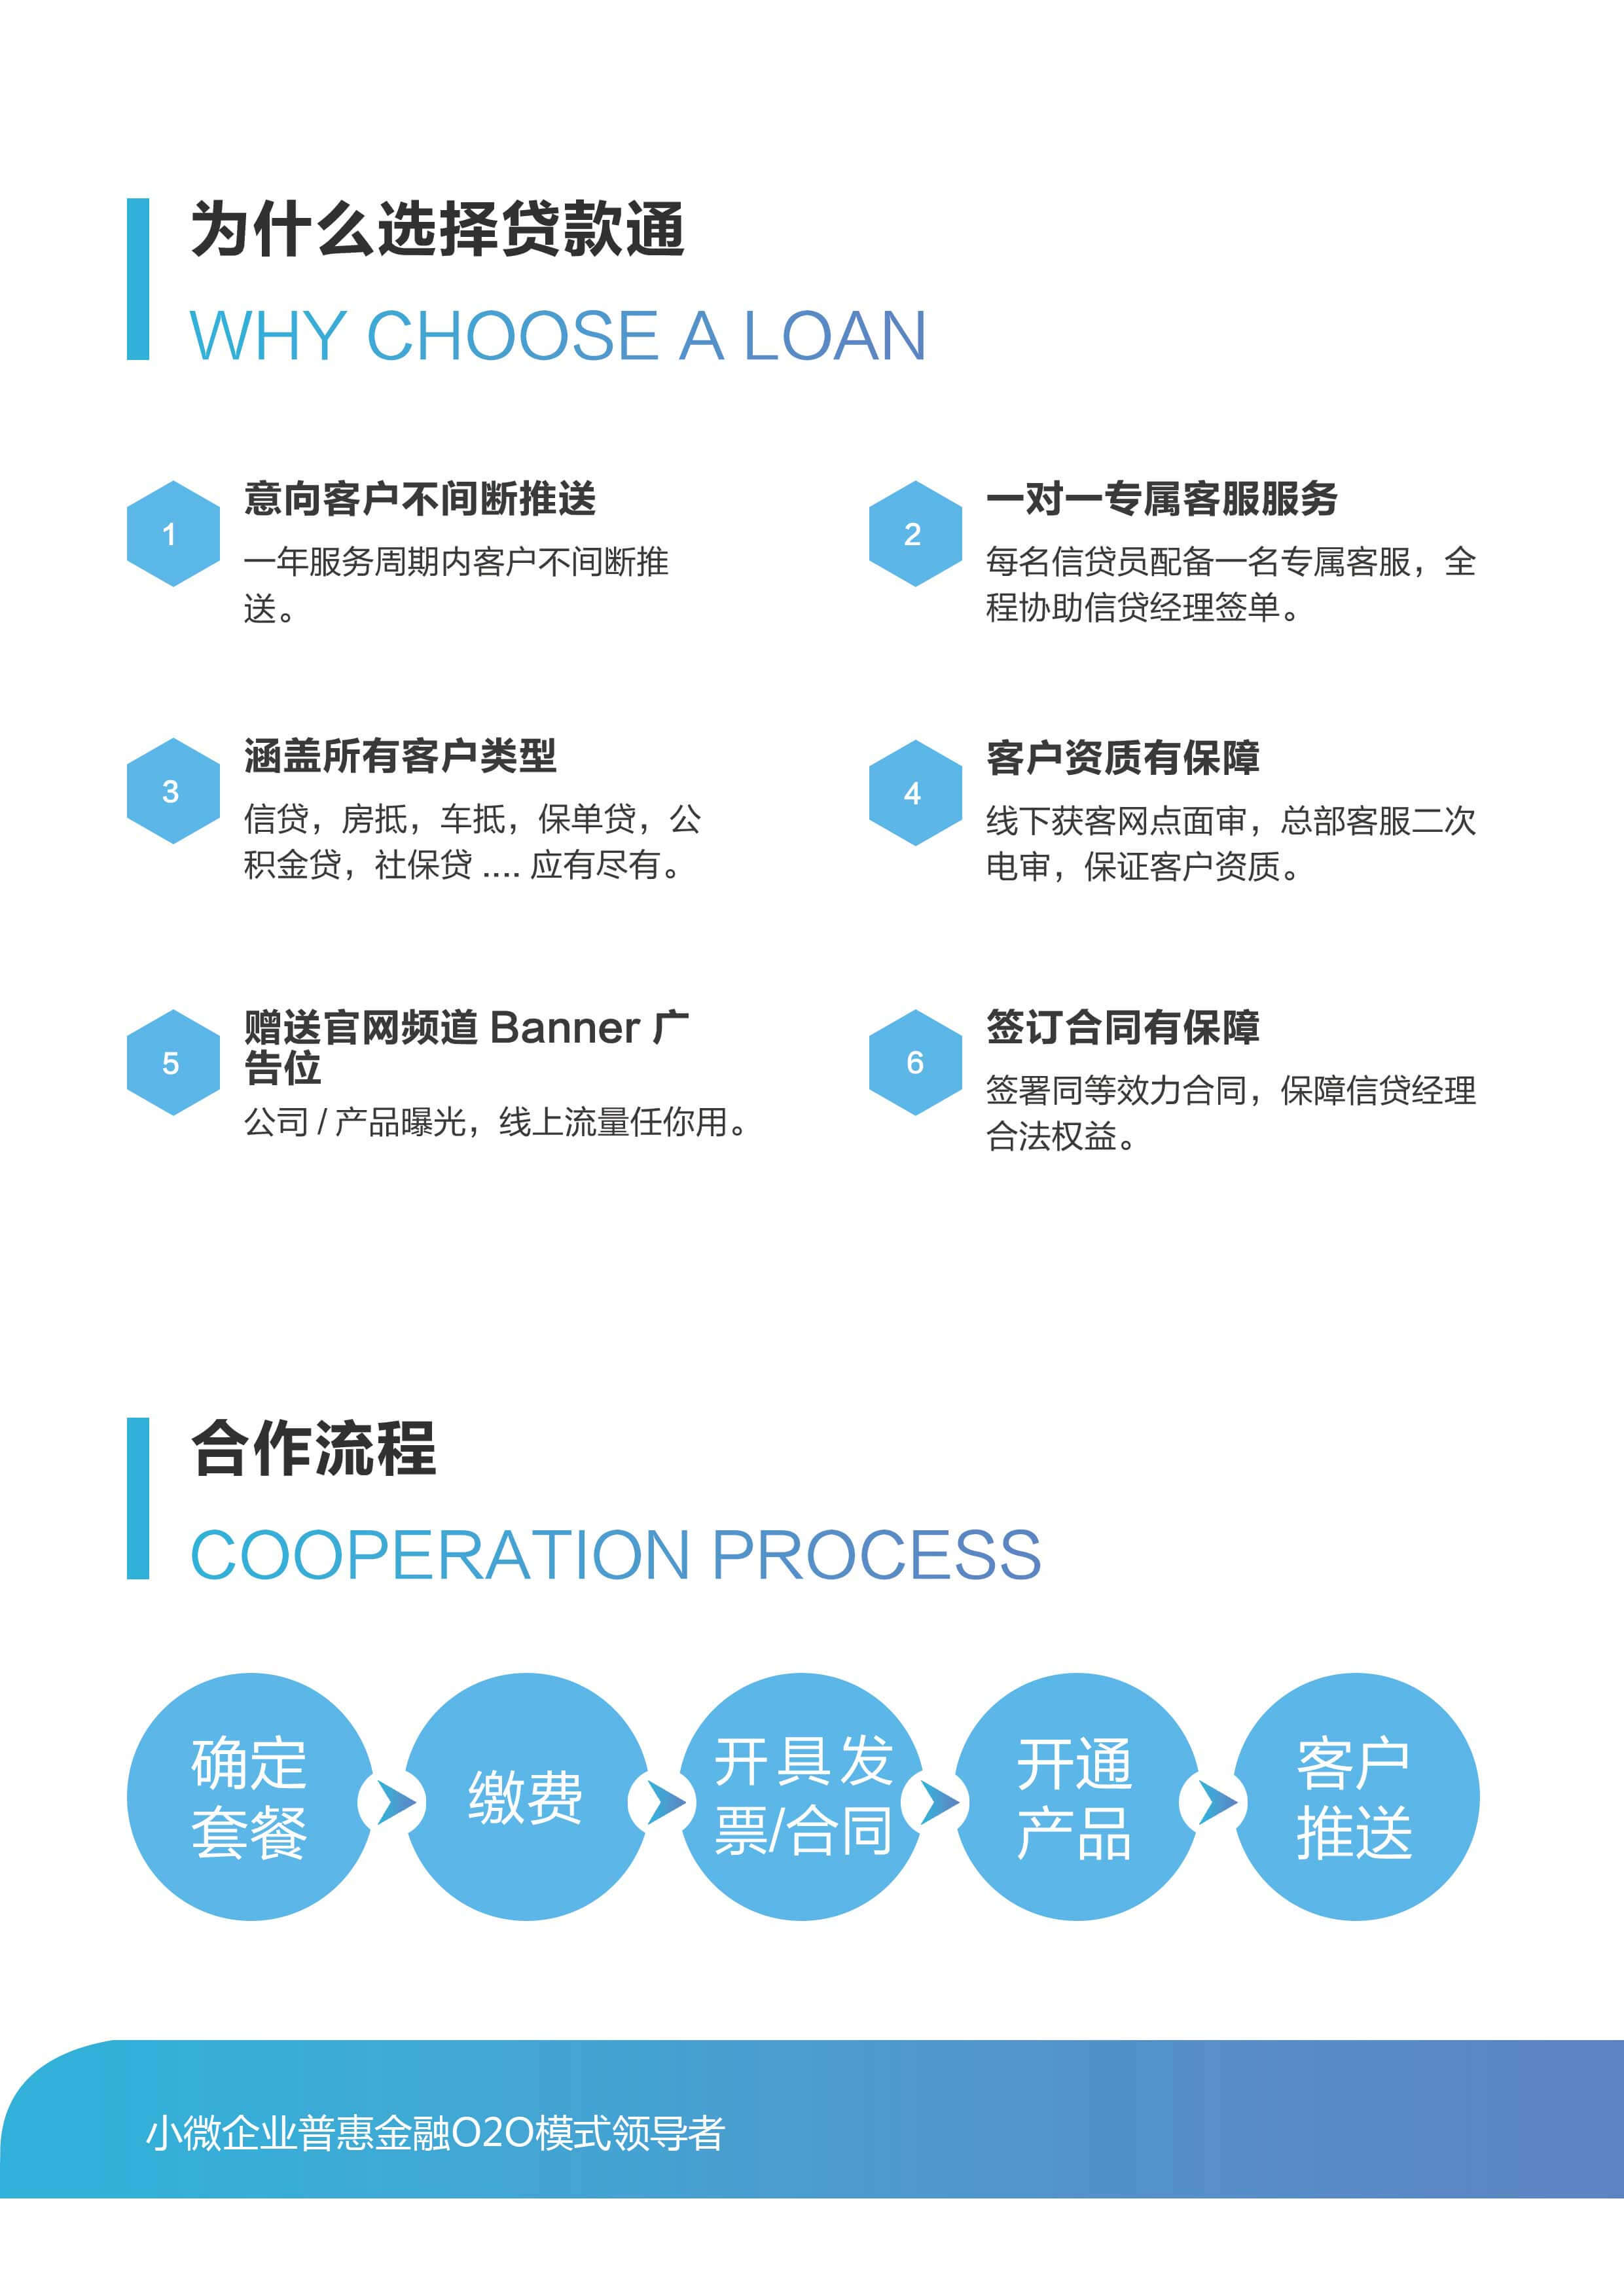 为什么选择贷款通
WHY CHOOSE A LOAN
1
意向客户不间断推送
一年服务周期内客户不间断推
送。
2
一对一专属客服服务
每名信贷员配备一名专属客服，全
程协助信贷经理签单。
3
涵盖所有客户类型
信贷，房抵，车抵，保单贷，公
积金贷，社保贷 .... 应有尽有。
4
客户资质有保障
线下获客网点面审，总部客服二次
电审，保证客户资质。
5
赠送官网频道 Banner 广
告位
公司 / 产品曝光，线上流量任你用。
6
签订合同有保障
签署同等效力合同，保障信贷经理
合法权益。
合作流程
COOPERATION PROCESS
确定
套餐
缴费
开具发
票/合同
开通
产品
客户
推送
小微企业普惠金融O2O模式领导者